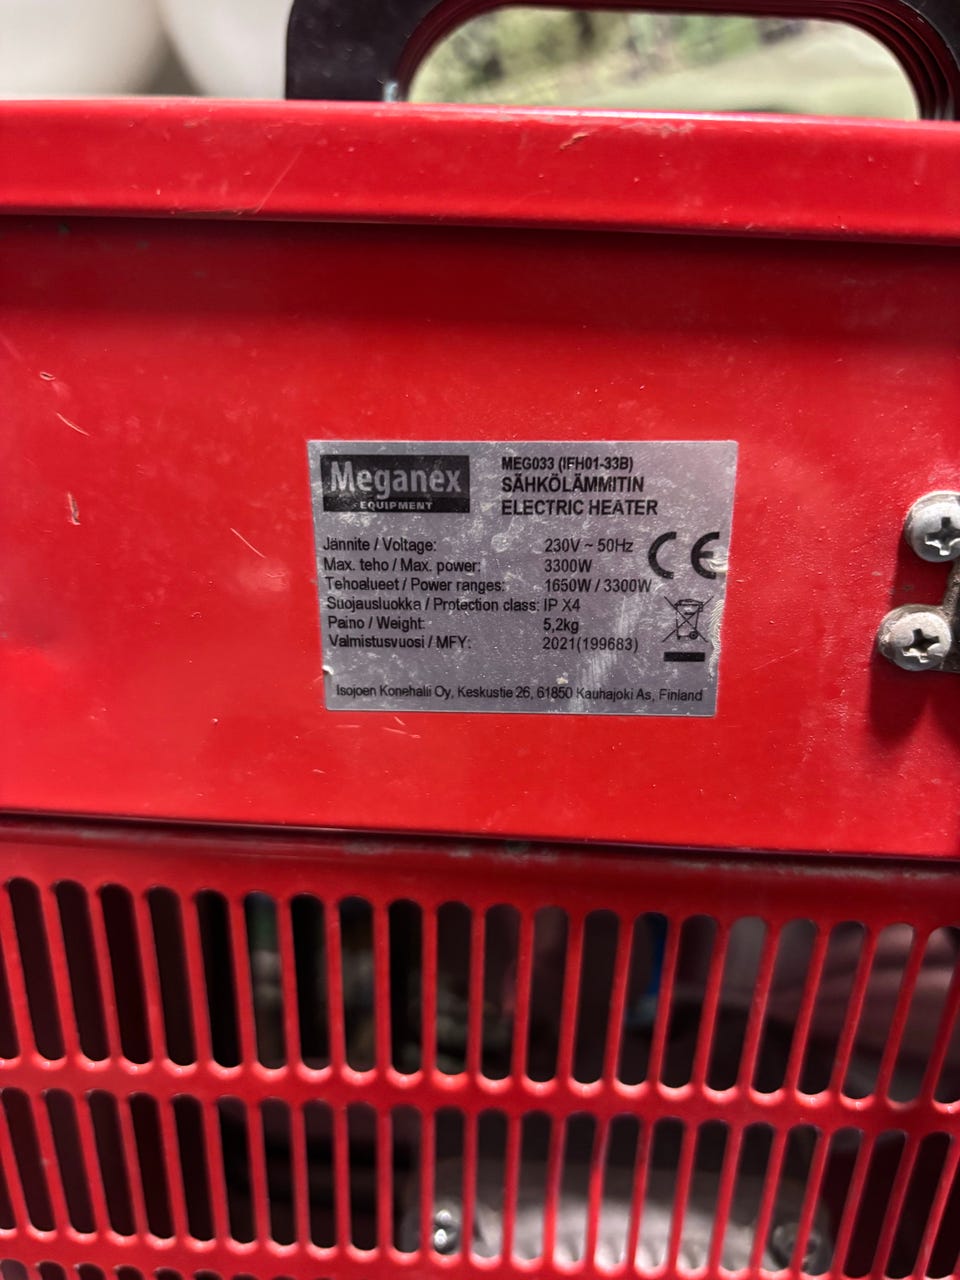 Meganex
EQUIPMENT
MEG033 (IFH01-33B)
SÄHKÖLÄMMITIN
ELECTRIC HEATER
Jännite / Voltage: 230V ~ 50Hz
Max. teho / Max. power: 3300W
Tehoalueet / Power ranges: 1650W / 3300W
Suojausluokka / Protection class: IP X4
Paino / Weight: 5,2kg
Valmistusvuosi / MFY: 2021(199683)
CE
Isojoen Konehalli Oy, Keskustie 26, 61850 Kauhajoki As, Finland